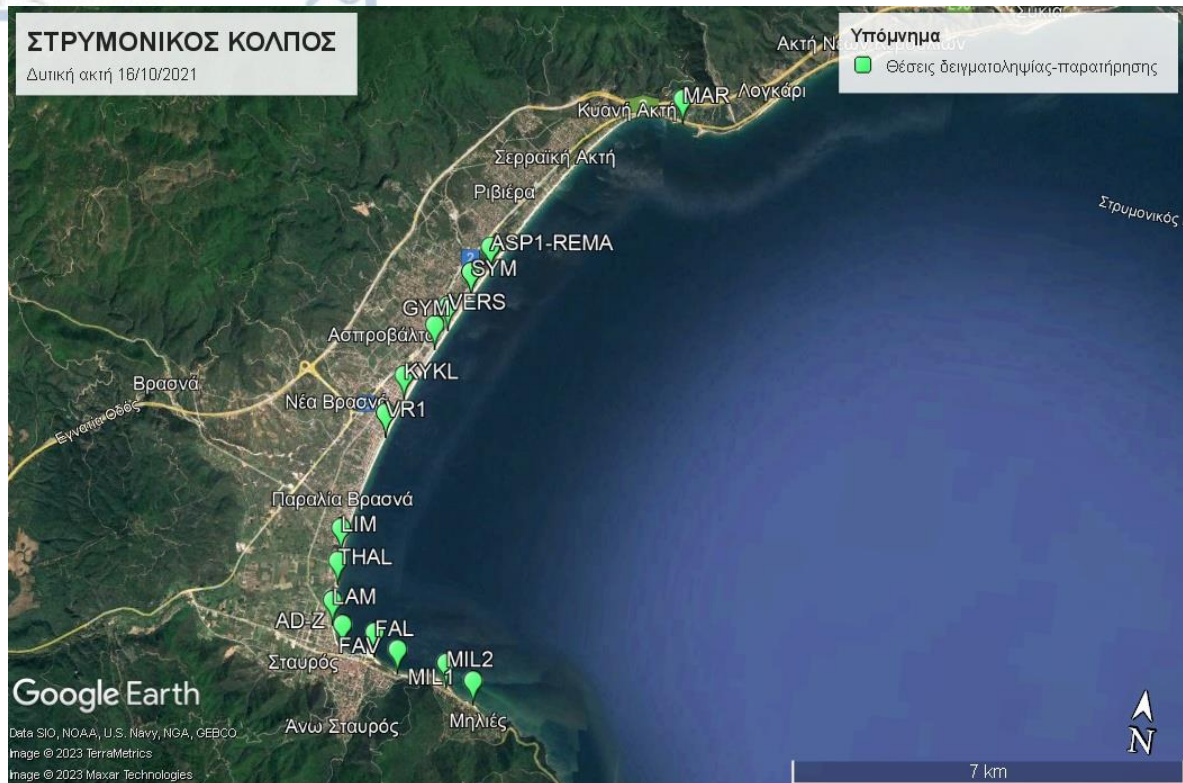 ΣΤΡΥΜΟΝΙΚΟΣ ΚΟΛΠΟΣ
Δυτική ακτή 16/10/2021
Υπόμνημα
Θέσεις δειγματοληψίας-παρατήρησης
Συκιά
Ακτή
MAR
Λογκάρι
Κυανή Ακτή
Σερραϊκή Ακτή
Ριβιέρα
Στρυμονικός
ASP1-REMA
2
SYM
GYM
VERS
Ασπροβάλτα
KYKL
Βρασνά
Νέα Βρασνά
VR1
Εγνατία Οδός
Παραλία Βρασνά
LIM
THAL
LAM
AD-Z
FAL
FAV
Σταυρός
MIL2
MIL1
Μηλιές
Άνω Σταυρός
Google Earth
Data SIO, NOAA, U.S. Navy, NGA, GEBCO
Image © 2023 TerraMetrics
Image © 2023 Maxar Technologies
N
7 km